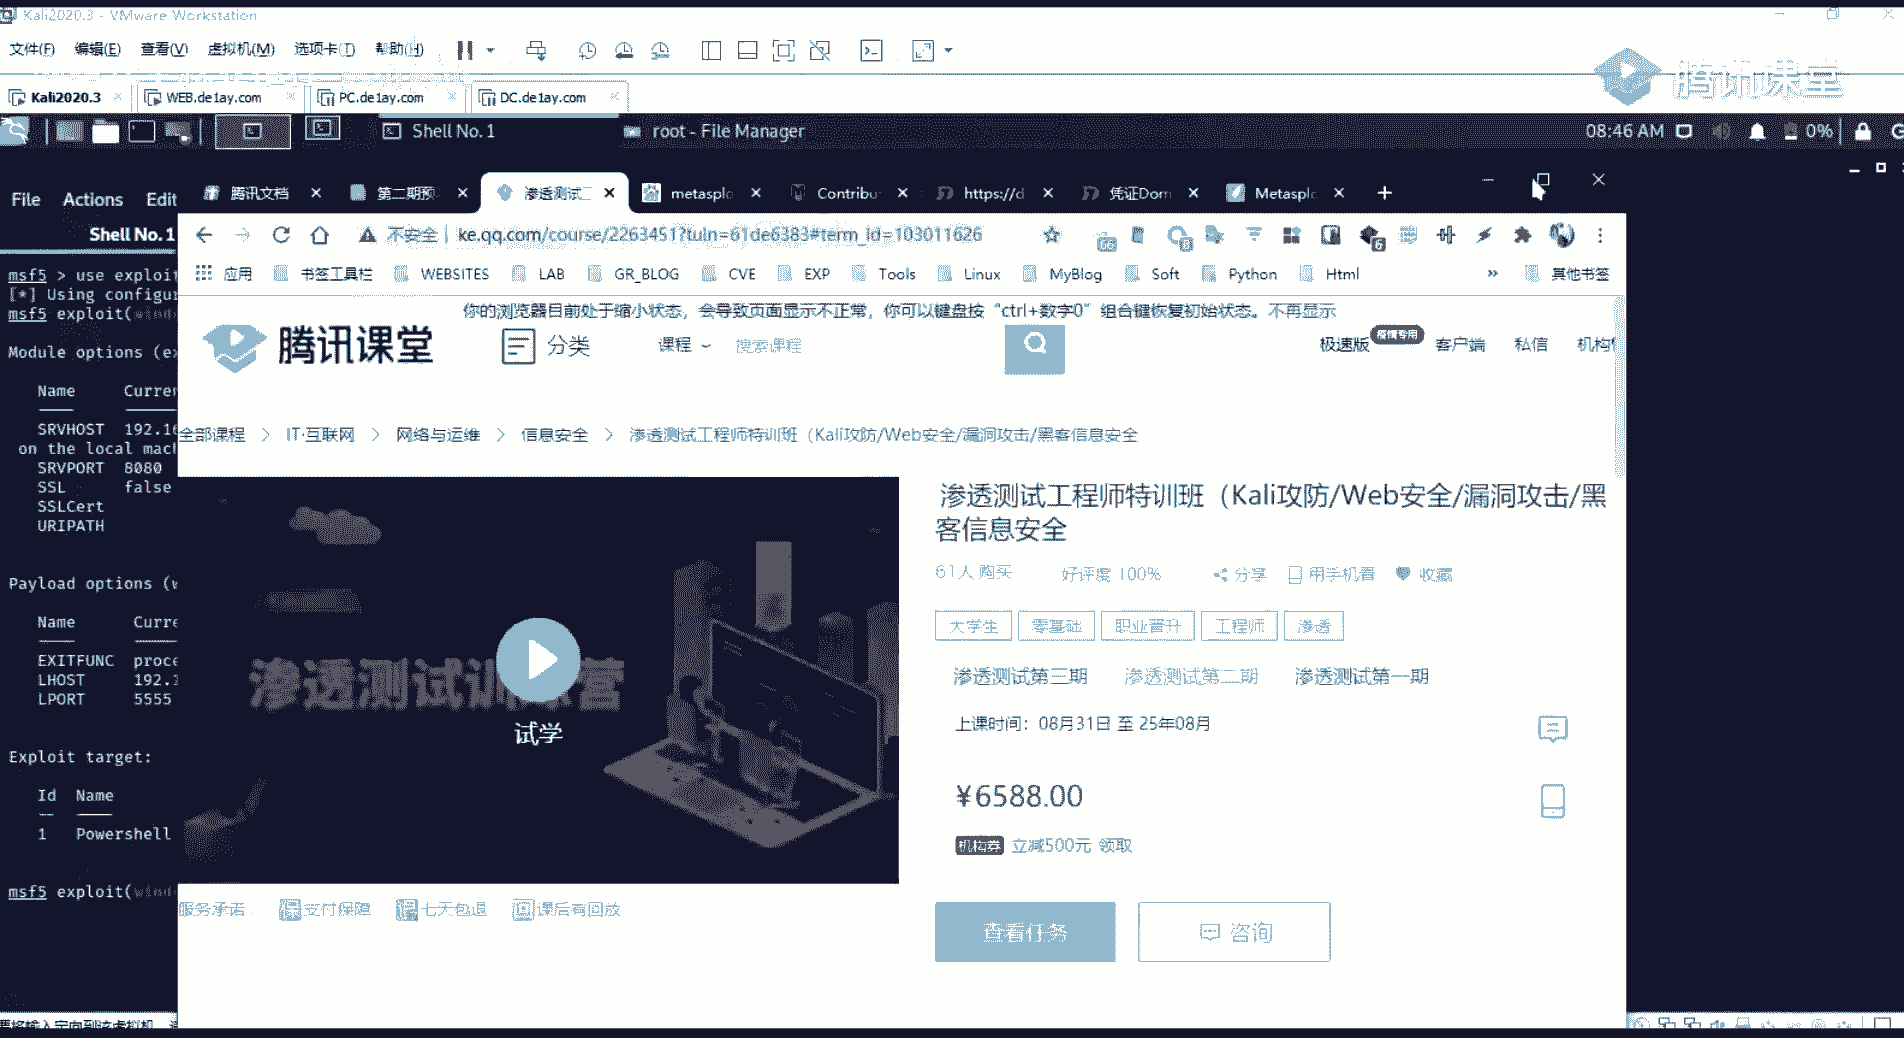 Kali2020.3 - VMware Workstation
文件(F) 编辑(E) 查看(V) 虚拟机(M) 选项卡(T) 帮助(H)
腾讯课堂
Kali2020.3 WEB.de1ay.com PC.de1ay.com DC.de1ay.com
Shell No. 1 root - File Manager 08:46 AM 0%
File Actions Edit
腾讯文档 第二期预 渗透测试工 metasplo Contribu https://d 凭证Dom Metasplo
Shell No. 1
不安全 ke.qq.com/course/2263451?tuin=61de6383#term_id=103011626
应用 书签工具栏 WEBSITES LAB GR_BLOG CVE EXP Tools Linux MyBlog Soft Python Html » 其他书签
msf5 > use exploit
[*] Using configur
msf5 exploit(wind
你的浏览器目前处于缩小状态，会导致页面显示不正常，你可以键盘按“ctrl+数字0”组合键恢复初始状态。不再显示
腾讯课堂 分类 课程 搜索课程 极速版 疫情专用 客户端 私信 机构
Module options (ex
Name Curren
SRVHOST 192.16
on the local mach
SRVPORT 8080
SSL false
SSLCert
URIPATH
全部课程 > IT·互联网 > 网络与运维 > 信息安全 > 渗透测试工程师特训班（Kali攻防/Web安全/漏洞攻击/黑客信息安全
渗透测试工程师特训班（Kali攻防/Web安全/漏洞攻击/黑
客信息安全
61人购买 好评度 100% 分享 用手机看 收藏
大学生 零基础 职业晋升 工程师 渗透
渗透测试第三期 渗透测试第二期 渗透测试第一期
上课时间：08月31日 至 25年08月
¥6588.00
机构券 立减500元 领取
查看任务 咨询
渗透测试训练营
试学
服务承诺 支付保障 七天包退 课后有回放
Payload options (w
Name Curre
EXITFUNC proce
LHOST 192.1
LPORT 5555
Exploit target:
Id Name
-- ----
1 Powershell
msf5 exploit(wind